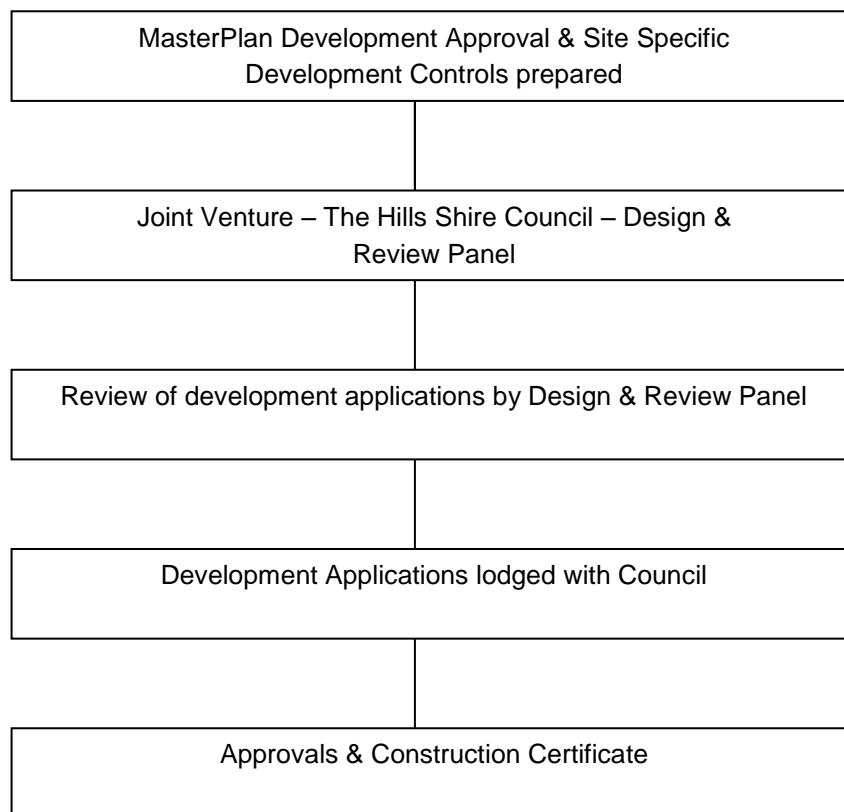 MasterPlan Development Approval & Site Specific
Development Controls prepared
Joint Venture – The Hills Shire Council – Design &
Review Panel
Review of development applications by Design & Review Panel
Development Applications lodged with Council
Approvals & Construction Certificate